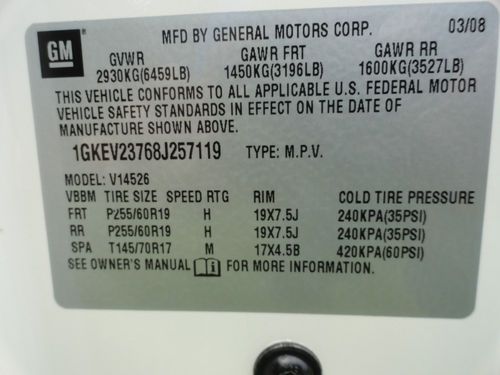 GM
MFD BY GENERAL MOTORS CORP. 03/08
GVWR GAWR FRT GAWR RR
2930KG(6459LB) 1450KG(3196LB) 1600KG(3527LB)
THIS VEHICLE CONFORMS TO ALL APPLICABLE U.S. FEDERAL MOTOR
VEHICLE SAFETY STANDARDS IN EFFECT ON THE DATE OF
MANUFACTURE SHOWN ABOVE.
1GKEV23768J257119 TYPE: M.P.V.
MODEL: V14526
VBBM TIRE SIZE SPEED RTG RIM COLD TIRE PRESSURE
FRT P255/60R19 H 19X7.5J 240KPA(35PSI)
RR P255/60R19 H 19X7.5J 240KPA(35PSI)
SPA T145/70R17 M 17X4.5B 420KPA(60PSI)
SEE OWNER'S MANUAL i FOR MORE INFORMATION.